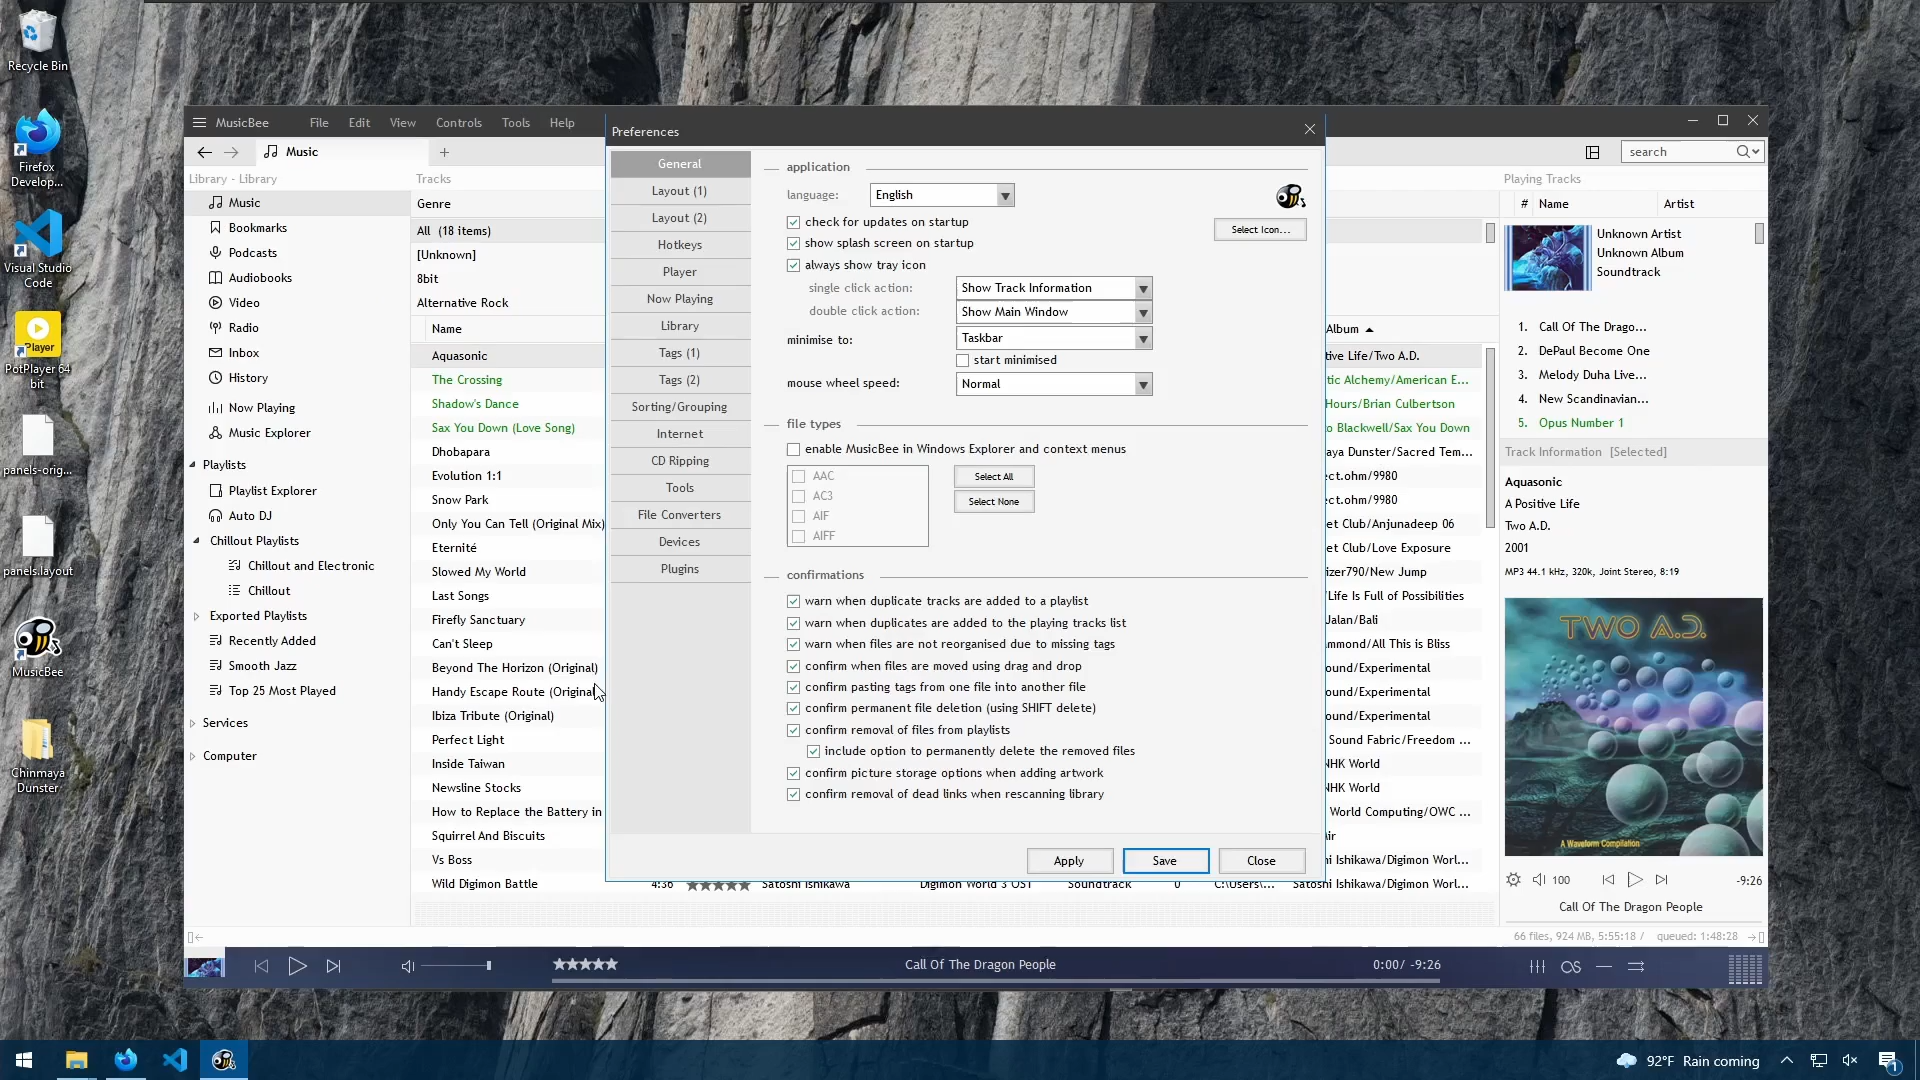 Recycle Bin
Firefox
Develop...
Visual Studio
Code
Player
PotPlayer 64
bit
panels-orig...
panels.layout
MusicBee
Chinmaya
Dunster
MusicBee
File
Edit
View
Controls
Tools
Help
Music
search
Library - Library
Music
Bookmarks
Podcasts
Audiobooks
Video
Radio
Inbox
History
Now Playing
Music Explorer
Playlists
Playlist Explorer
Auto DJ
Chillout Playlists
Chillout and Electronic
Chillout
Exported Playlists
Recently Added
Smooth Jazz
Top 25 Most Played
Services
Computer
Tracks
Genre
All (18 items)
[Unknown]
8bit
Alternative Rock
Name
Aquasonic
The Crossing
Shadow's Dance
Sax You Down (Love Song)
Dhobapara
Evolution 1:1
Snow Park
Only You Can Tell (Original Mix)
Eternité
Slowed My World
Last Songs
Firefly Sanctuary
Can't Sleep
Beyond The Horizon (Original)
Handy Escape Route (Original
Ibiza Tribute (Original)
Perfect Light
Inside Taiwan
Newsline Stocks
How to Replace the Battery in
Squirrel And Biscuits
Vs Boss
Wild Digimon Battle 4:36 ★★★★★ Satoshi Ishikawa Digimon World 3 OST Soundtrack 0 C:\Users\... Satoshi Ishikawa/Digimon Worl...
Preferences
General
Layout (1)
Layout (2)
Hotkeys
Player
Now Playing
Library
Tags (1)
Tags (2)
Sorting/Grouping
Internet
CD Ripping
Tools
File Converters
Devices
Plugins
application
language: English
check for updates on startup
Select Icon...
show splash screen on startup
always show tray icon
single click action: Show Track Information
double click action: Show Main Window
minimise to: Taskbar
start minimised
mouse wheel speed: Normal
file types
enable MusicBee in Windows Explorer and context menus
AAC
AC3
AIF
AIFF
Select All
Select None
confirmations
warn when duplicate tracks are added to a playlist
warn when duplicates are added to the playing tracks list
warn when files are not reorganised due to missing tags
confirm when files are moved using drag and drop
confirm pasting tags from one file into another file
confirm permanent file deletion (using SHIFT delete)
confirm removal of files from playlists
include option to permanently delete the removed files
confirm picture storage options when adding artwork
confirm removal of dead links when rescanning library
Apply
Save
Close
Album
tive Life/Two A.D.
tic Alchemy/American E...
Hours/Brian Culbertson
o Blackwell/Sax You Down
aya Dunster/Sacred Tem...
ect.ohm/9980
ect.ohm/9980
et Club/Anjunadeep 06
et Club/Love Exposure
izer790/New Jump
Life Is Full of Possibilities
Jalan/Bali
mmond/All This is Bliss
ound/Experimental
ound/Experimental
ound/Experimental
Sound Fabric/Freedom ...
NHK World
NHK World
World Computing/OWC ...
Air
hi Ishikawa/Digimon Worl...
Playing Tracks
# Name Artist
Unknown Artist
Unknown Album
Soundtrack
1. Call Of The Drago...
2. DePaul Become One
3. Melody Duha Live...
4. New Scandinavian...
5. Opus Number 1
Track Information [Selected]
Aquasonic
A Positive Life
Two A.D.
2001
MP3 44.1 kHz, 320k, Joint Stereo, 8:19
TWO A.D.
A Waveform Compilation
100
-9:26
Call Of The Dragon People
66 files, 924 MB, 5:55:18 / queued: 1:48:28
★★★★★
Call Of The Dragon People
0:00/ -9:26
92°F Rain coming
1